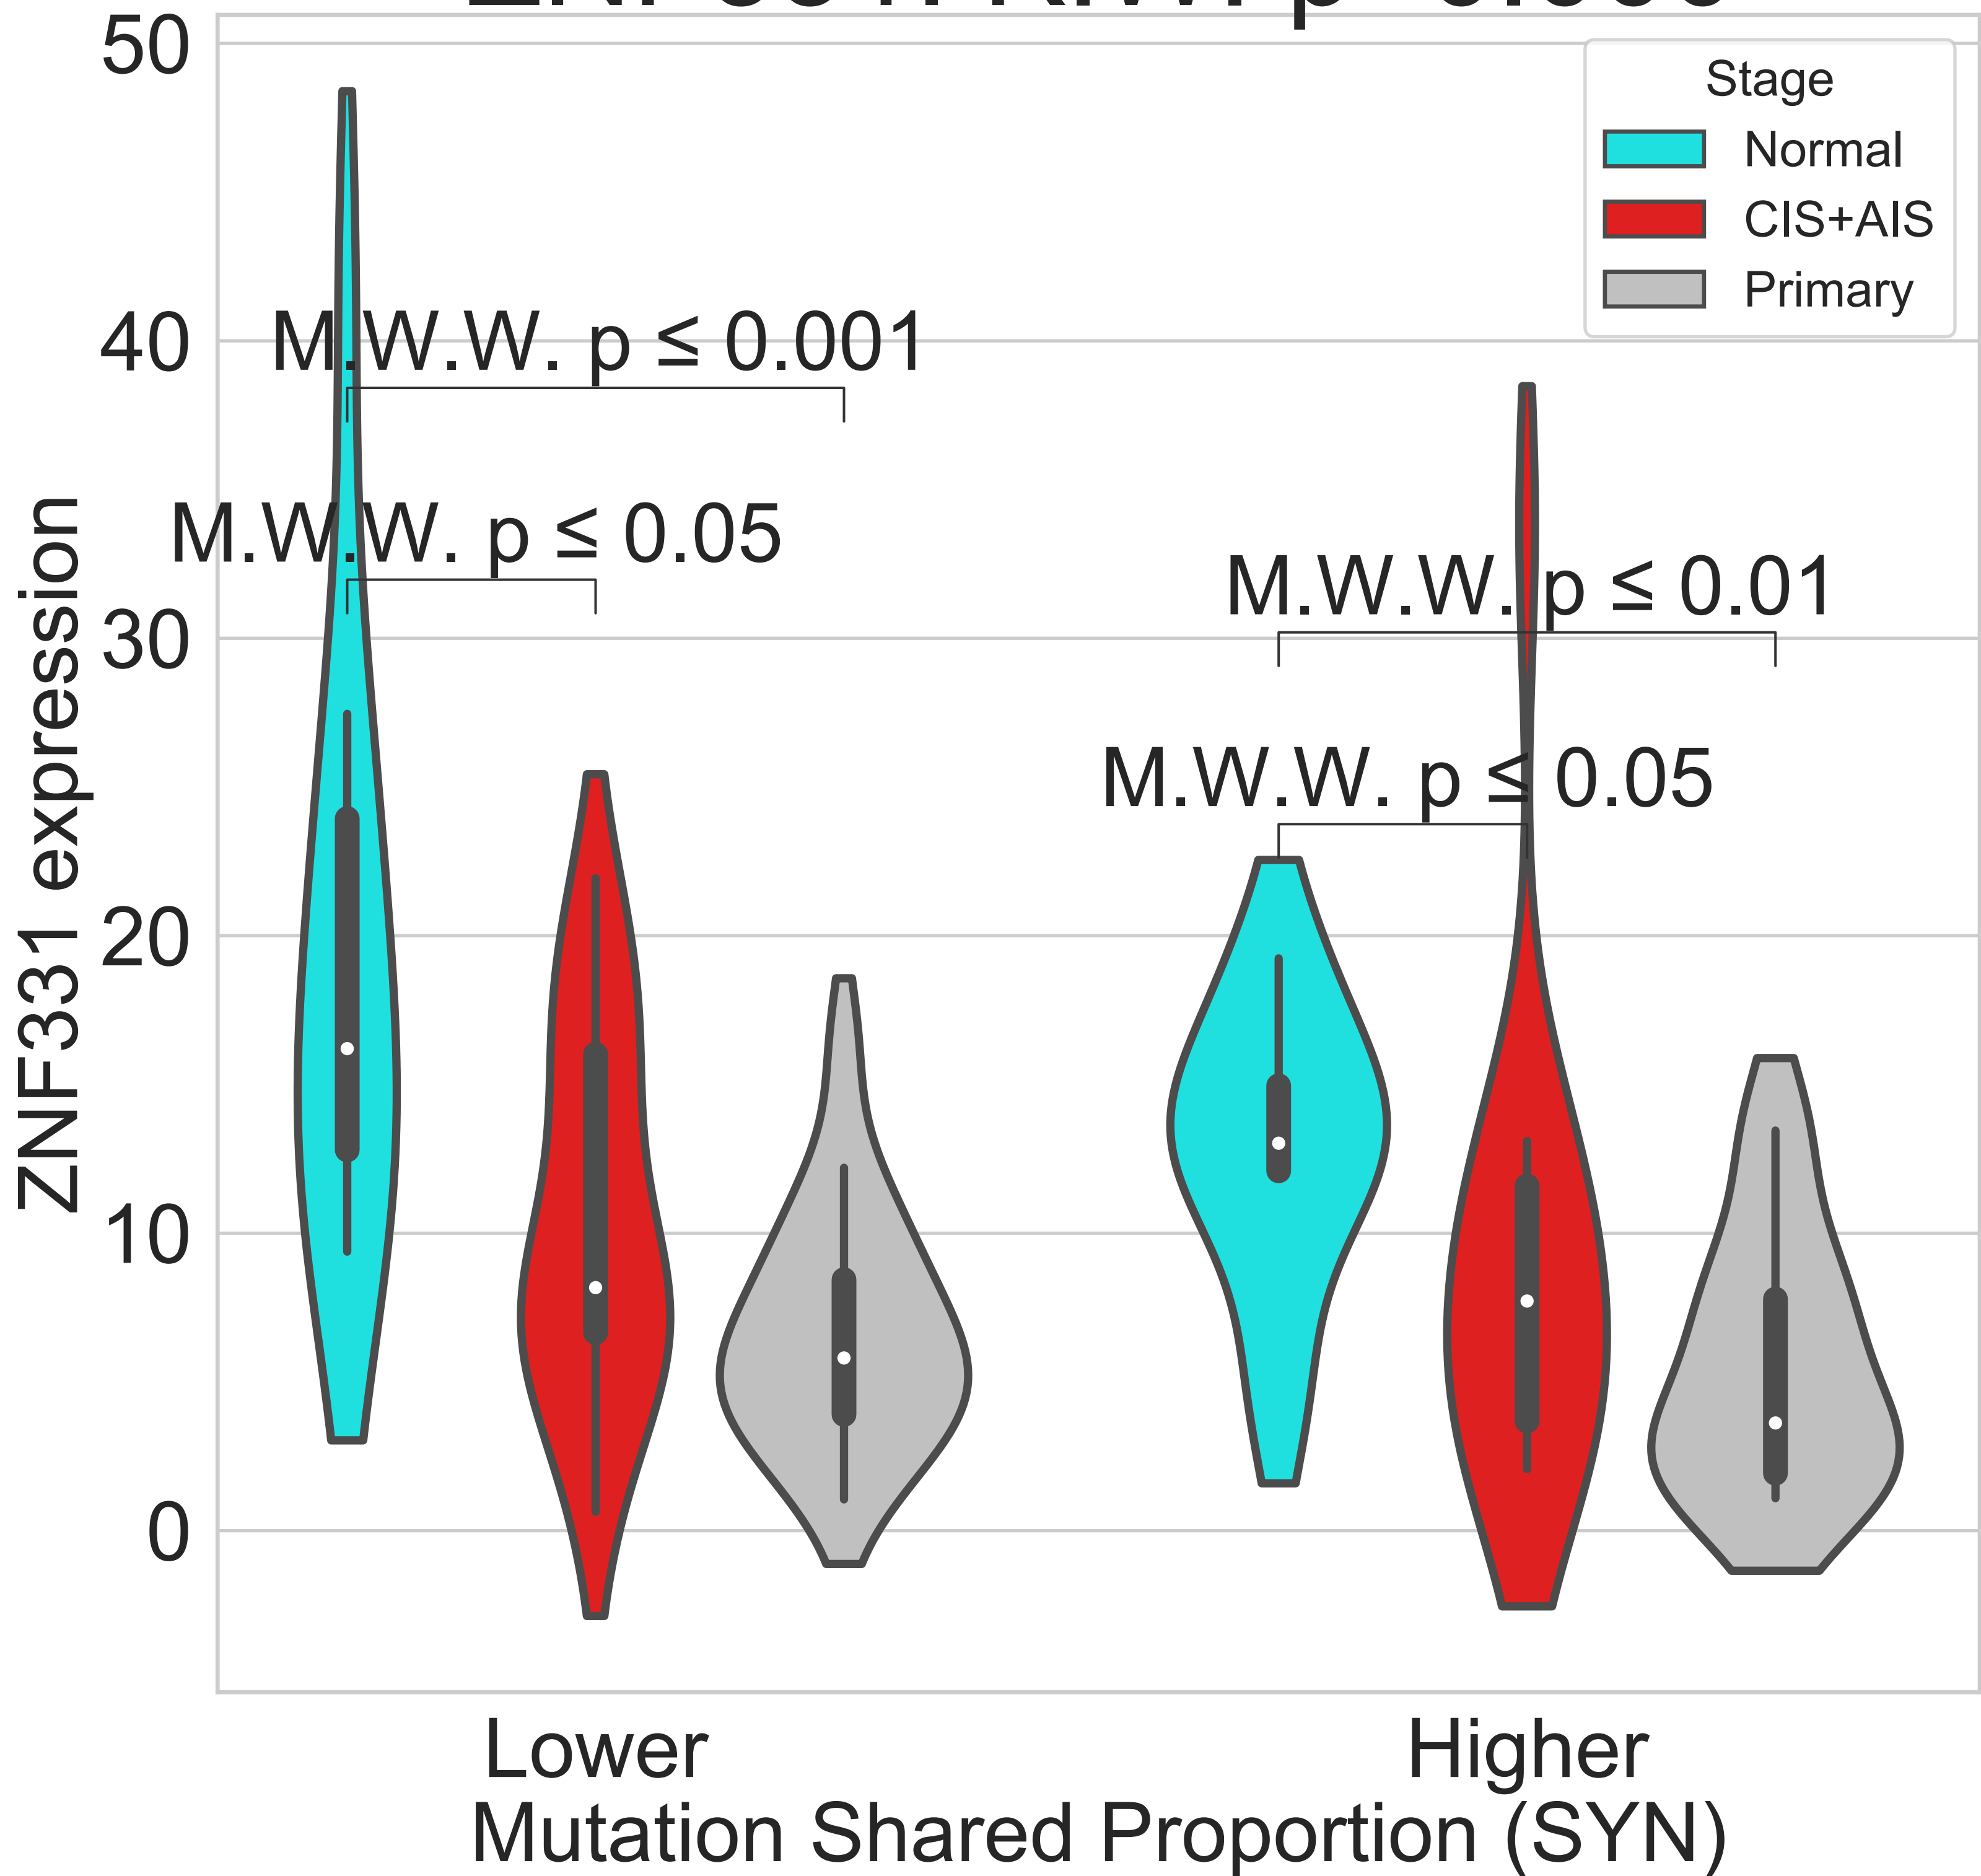 50
Stage
Normal
CIS+AIS
Primary
40
M.W.W. p ≤ 0.001
M.W.W. p ≤ 0.05
30
M.W.W. p ≤ 0.01
M.W.W. p ≤ 0.05
20
10
0
ZNF331 expression
Lower
Higher
Mutation Shared Proportion (SYN)